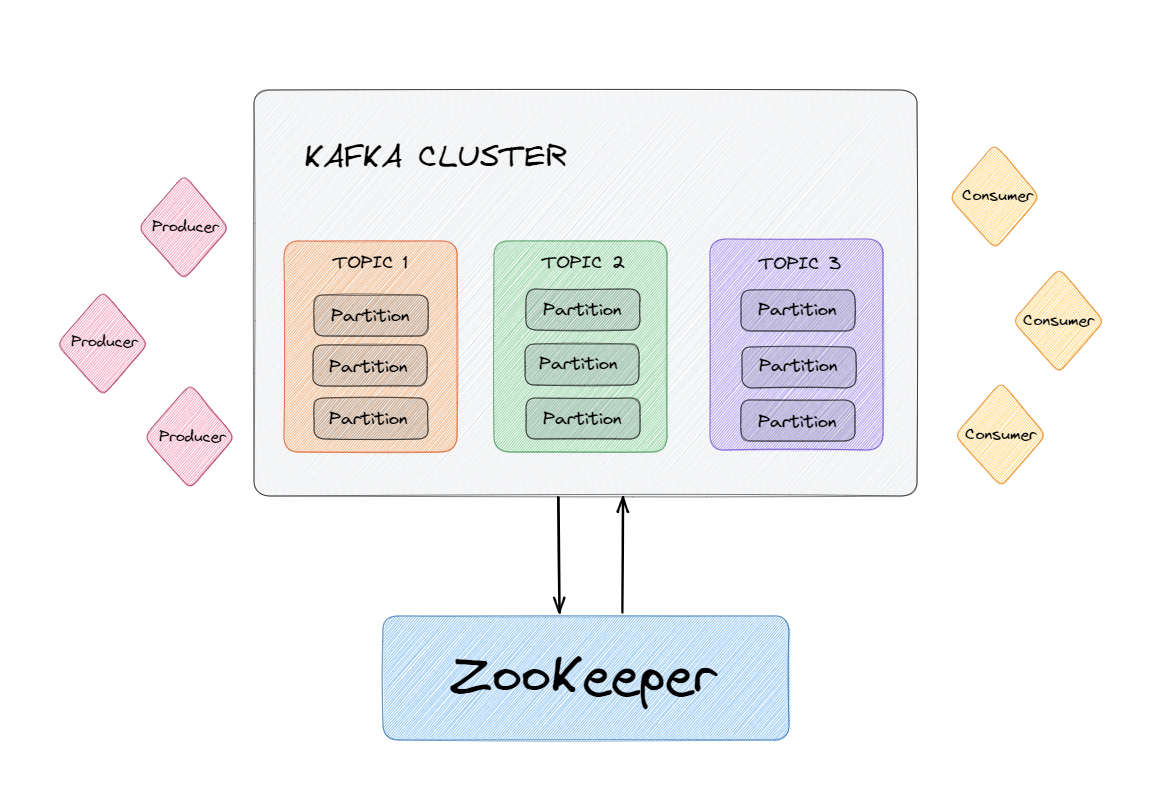 KAFKA CLUSTER
Producer
Producer
Producer
TOPIC 1
Partition
Partition
Partition
TOPIC 2
Partition
Partition
Partition
TOPIC 3
Partition
Partition
Partition
Consumer
Consumer
Consumer
ZooKeeper